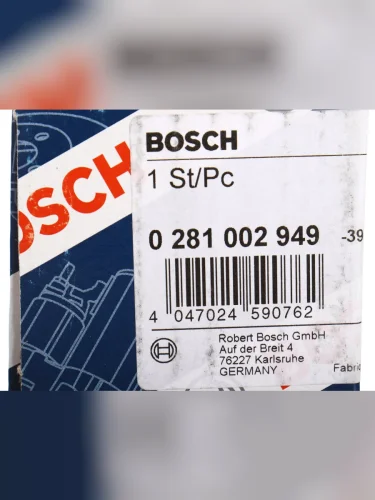 BOSCH
BOSCH
1 St/Pc
0 281 002 949 -39
4 047024 590762
Robert Bosch GmbH
Auf der Breit 4
76227 Karlsruhe
GERMANY
Fabri